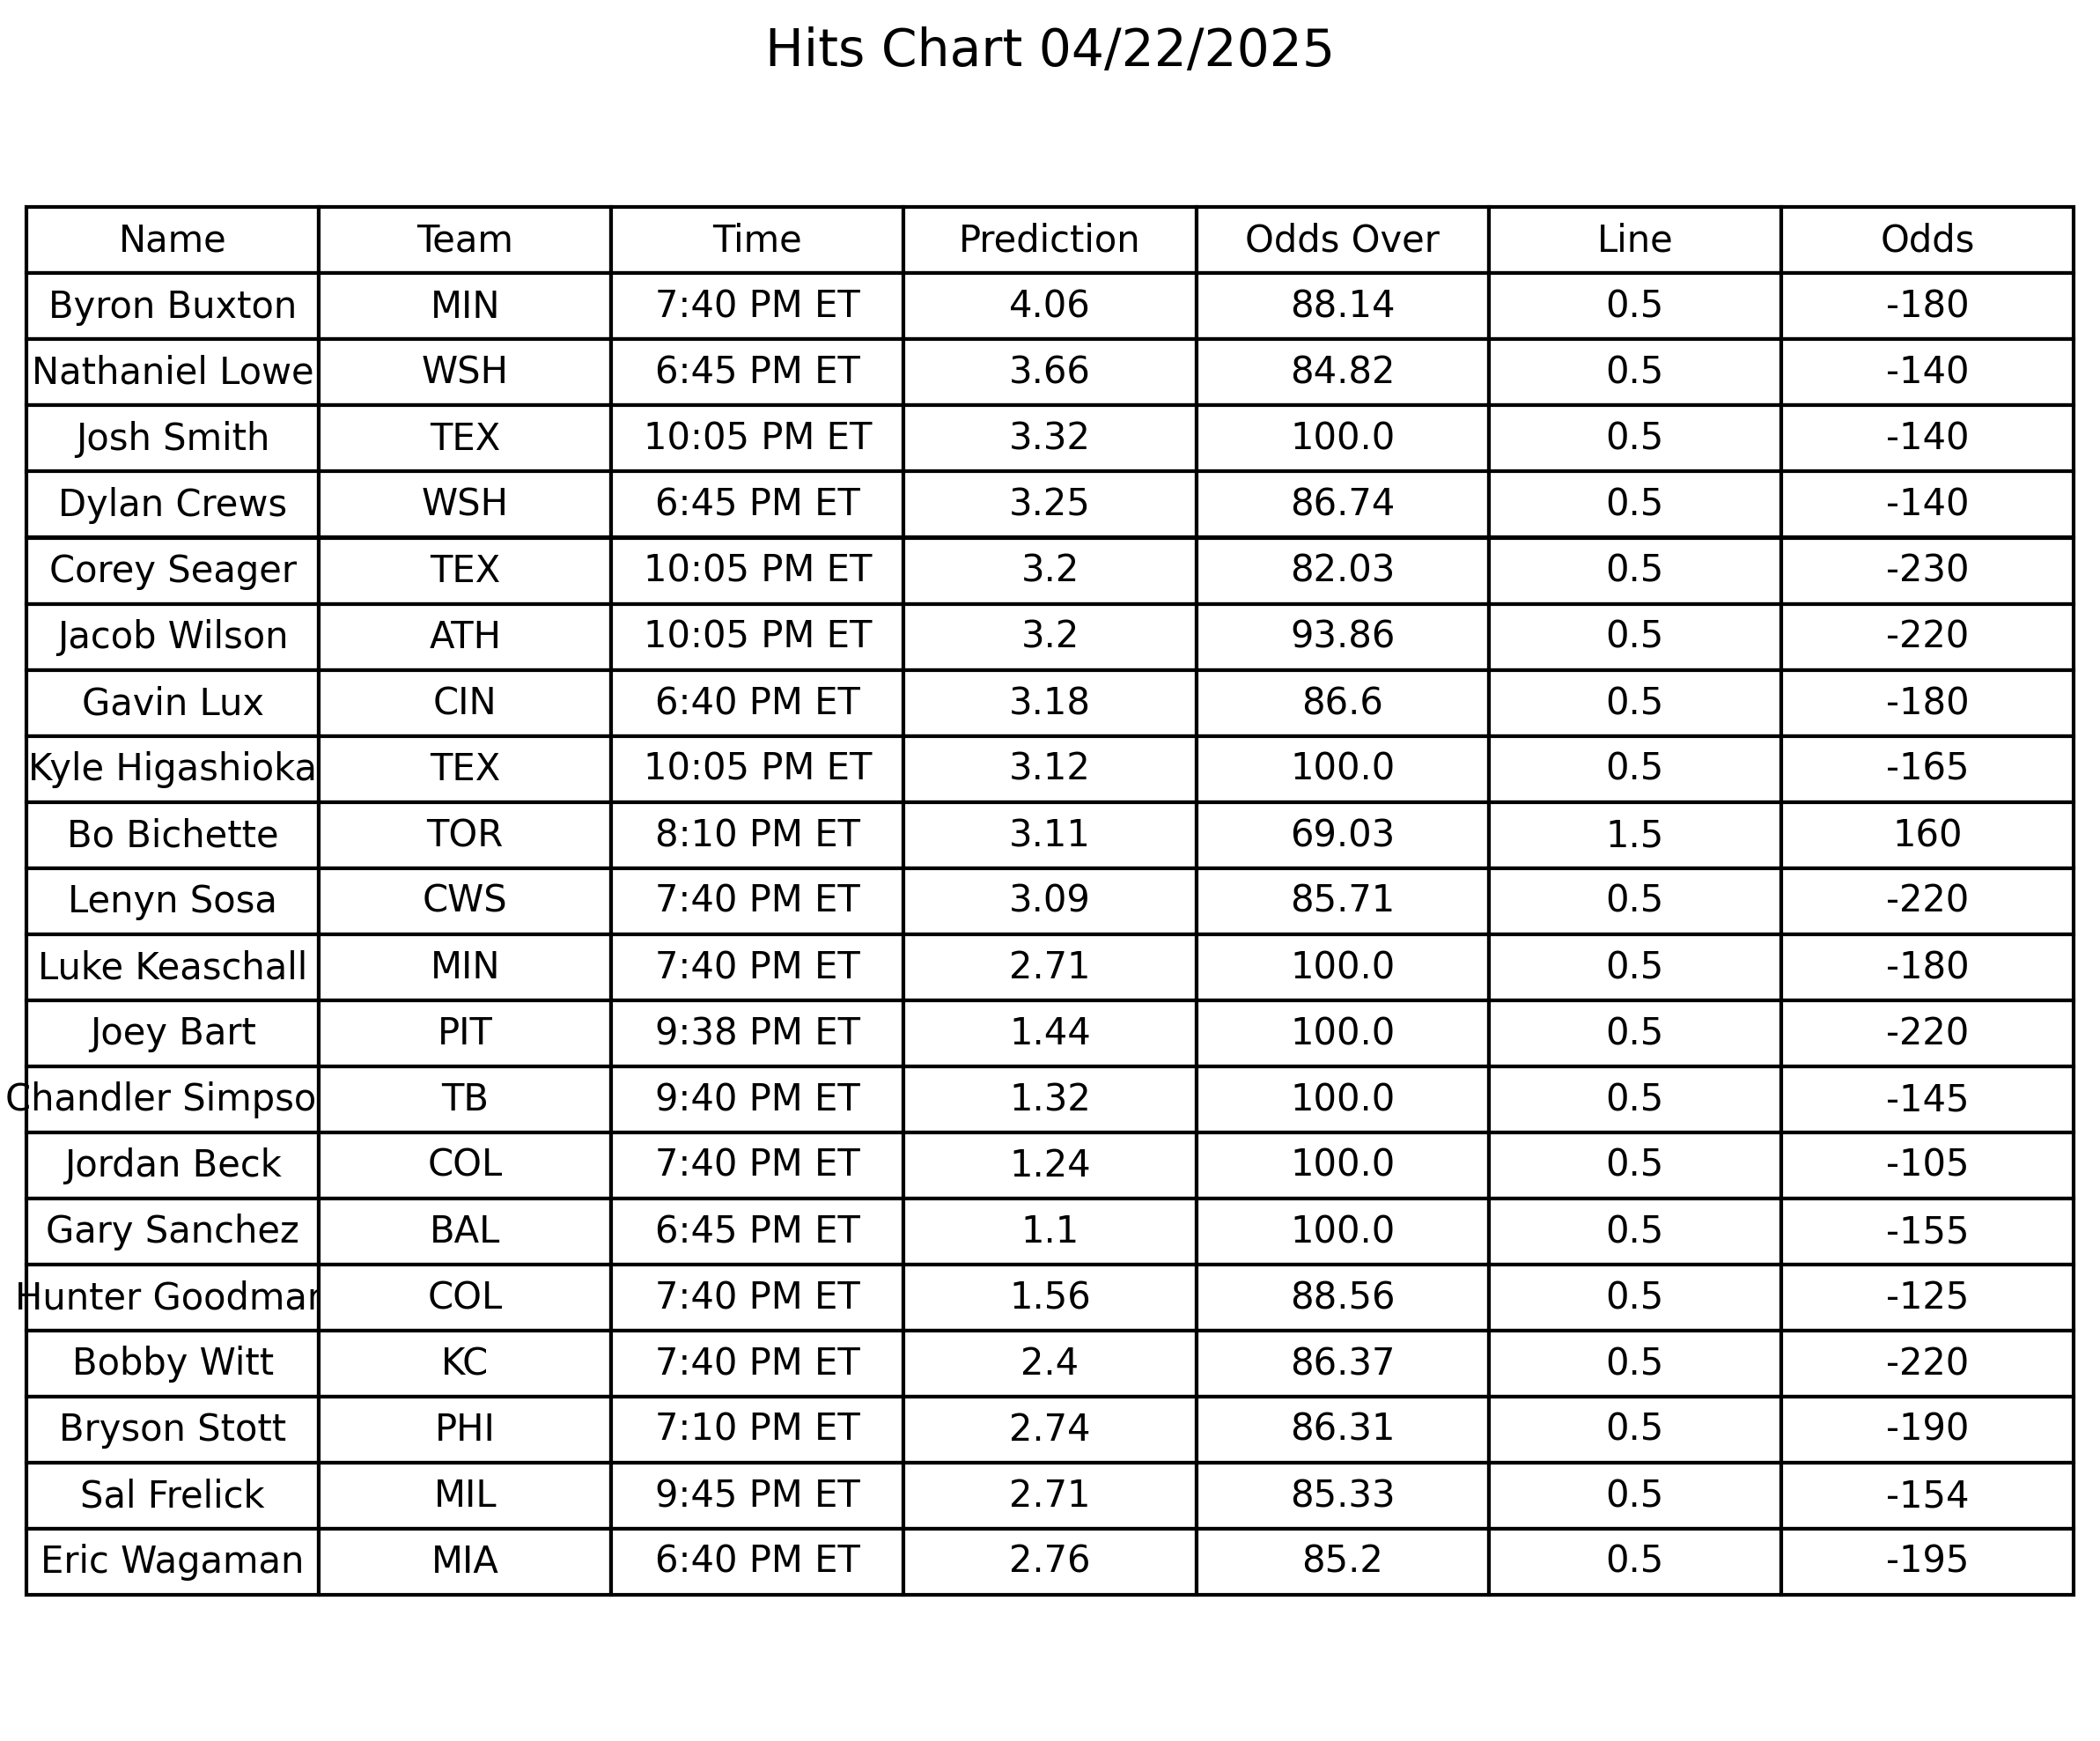 Hits Chart 04/22/2025
Name Team Time Prediction Odds Over Line Odds
Byron Buxton MIN 7:40 PM ET 4.06 88.14 0.5 -180
Nathaniel Lowe WSH 6:45 PM ET 3.66 84.82 0.5 -140
Josh Smith TEX 10:05 PM ET 3.32 100.0 0.5 -140
Dylan Crews WSH 6:45 PM ET 3.25 86.74 0.5 -140
Corey Seager TEX 10:05 PM ET 3.2 82.03 0.5 -230
Jacob Wilson ATH 10:05 PM ET 3.2 93.86 0.5 -220
Gavin Lux CIN 6:40 PM ET 3.18 86.6 0.5 -180
Kyle Higashioka TEX 10:05 PM ET 3.12 100.0 0.5 -165
Bo Bichette TOR 8:10 PM ET 3.11 69.03 1.5 160
Lenyn Sosa CWS 7:40 PM ET 3.09 85.71 0.5 -220
Luke Keaschall MIN 7:40 PM ET 2.71 100.0 0.5 -180
Joey Bart PIT 9:38 PM ET 1.44 100.0 0.5 -220
Chandler Simpso TB 9:40 PM ET 1.32 100.0 0.5 -145
Jordan Beck COL 7:40 PM ET 1.24 100.0 0.5 -105
Gary Sanchez BAL 6:45 PM ET 1.1 100.0 0.5 -155
Hunter Goodman COL 7:40 PM ET 1.56 88.56 0.5 -125
Bobby Witt KC 7:40 PM ET 2.4 86.37 0.5 -220
Bryson Stott PHI 7:10 PM ET 2.74 86.31 0.5 -190
Sal Frelick MIL 9:45 PM ET 2.71 85.33 0.5 -154
Eric Wagaman MIA 6:40 PM ET 2.76 85.2 0.5 -195